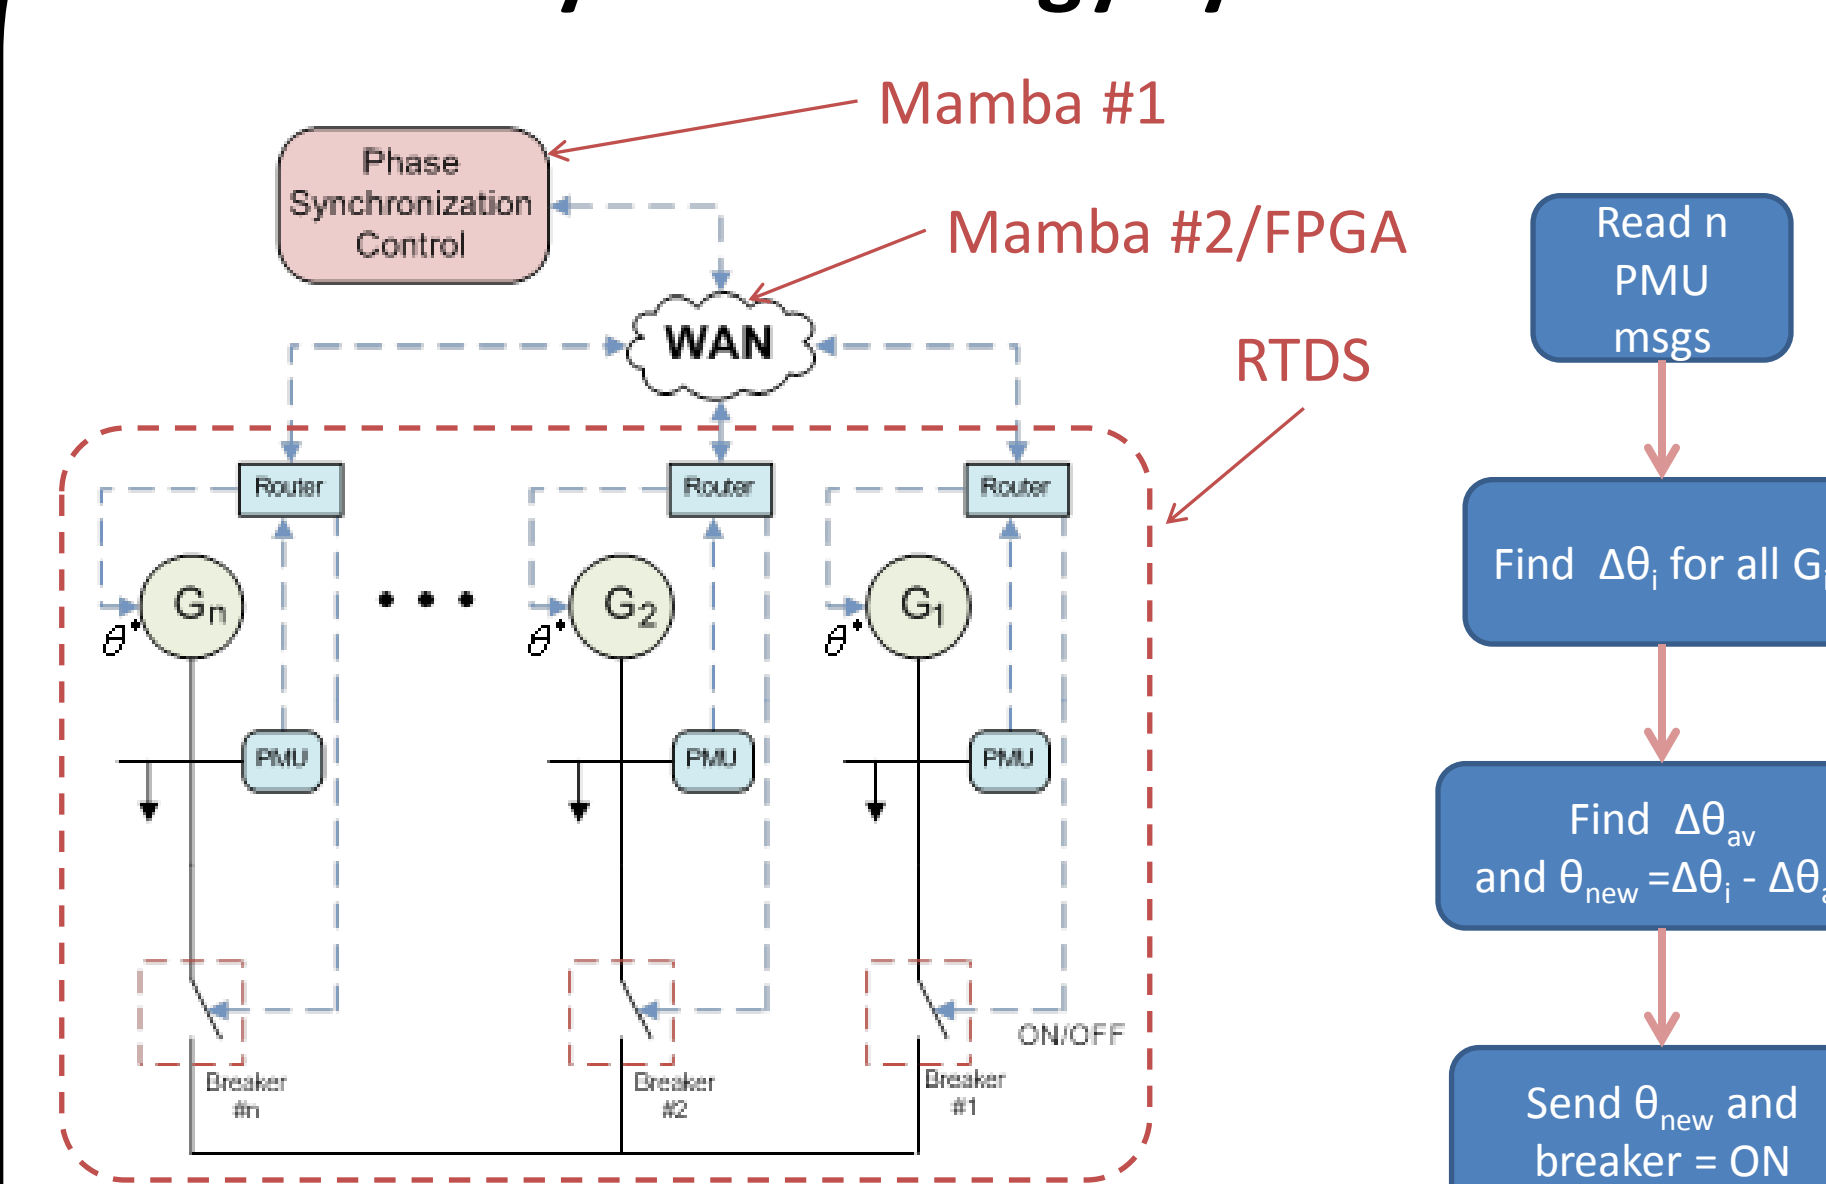 Mamba #1
Phase
Synchronization
Control
Mamba #2/FPGA
WAN
RTDS
Router
Router
Router
Gn
G2
G1
θ*
θ*
θ*
PMU
PMU
PMU
ON/OFF
Breaker
#n
Breaker
#2
Breaker
#1
Read n
PMU
msgs
Find Δθi for all Gi
Find Δθav
and θnew =Δθi - Δθa
Send θnew and
breaker = ON